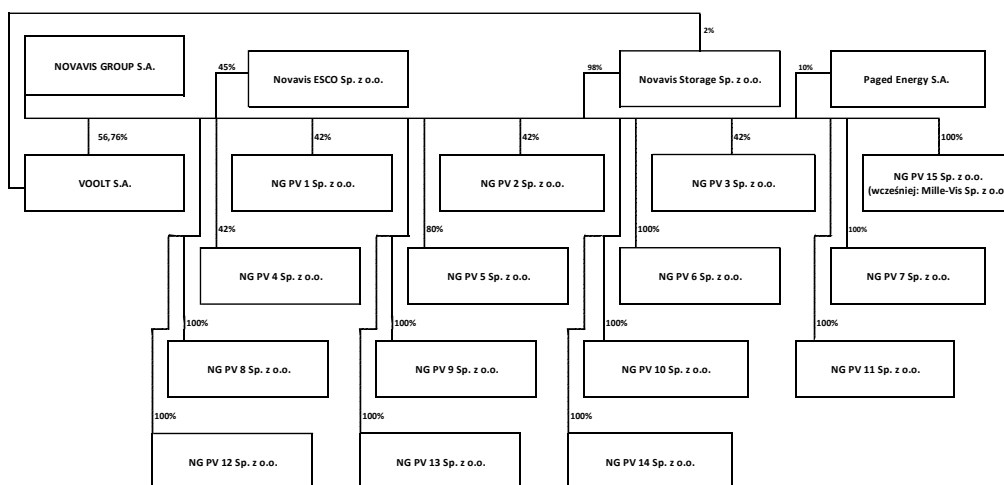 2%
NOVAVIS GROUP S.A.
45%
Novavis ESCO Sp. z o.o.
98%
Novavis Storage Sp. z o.o.
10%
Paged Energy S.A.
56,76%
42%
42%
42%
100%
VOOLT S.A.
NG PV 1 Sp. z o.o.
NG PV 2 Sp. z o.o.
NG PV 3 Sp. z o.o.
NG PV 15 Sp. z o.o.
(wcześniej: Mille-Vis Sp. z o.o
42%
80%
100%
100%
NG PV 4 Sp. z o.o.
NG PV 5 Sp. z o.o.
NG PV 6 Sp. z o.o.
NG PV 7 Sp. z o.o.
100%
100%
100%
100%
NG PV 8 Sp. z o.o.
NG PV 9 Sp. z o.o.
NG PV 10 Sp. z o.o.
NG PV 11 Sp. z o.o.
100%
100%
100%
NG PV 12 Sp. z o.o.
NG PV 13 Sp. z o.o.
NG PV 14 Sp. z o.o.